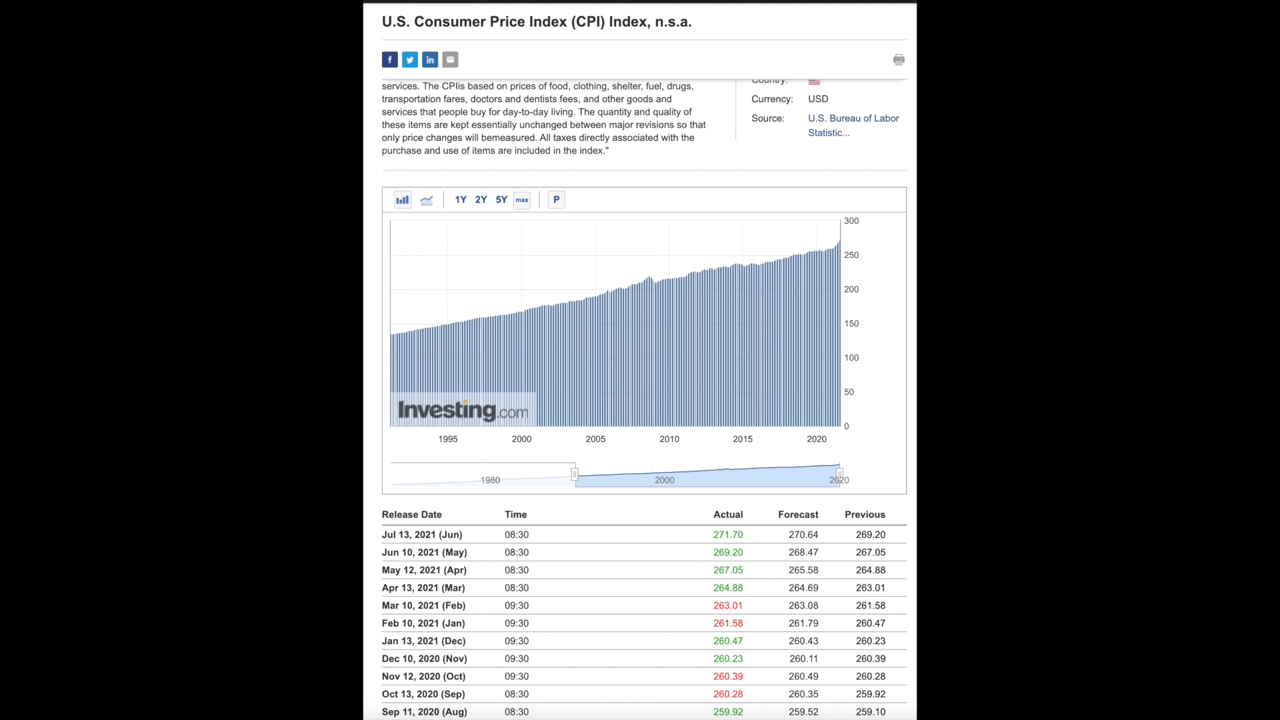 U.S. Consumer Price Index (CPI) Index, n.s.a.
services. The CPIis based on prices of food, clothing, shelter, fuel, drugs,
transportation fares, doctors and dentists fees, and other goods and
services that people buy for day-to-day living. The quantity and quality of
these items are kept essentially unchanged between major revisions so that
only price changes will bemeasured. All taxes directly associated with the
purchase and use of items are included in the index."
Country:
Currency: USD
Source: U.S. Bureau of Labor
Statistic...
1Y 2Y 5Y max P
300
250
200
150
100
50
0
Investing.com
1995 2000 2005 2010 2015 2020
1980 2000 2020
Release Date Time Actual Forecast Previous
Jul 13, 2021 (Jun) 08:30 271.70 270.64 269.20
Jun 10, 2021 (May) 08:30 269.20 268.47 267.05
May 12, 2021 (Apr) 08:30 267.05 265.58 264.88
Apr 13, 2021 (Mar) 08:30 264.88 264.69 263.01
Mar 10, 2021 (Feb) 09:30 263.01 263.08 261.58
Feb 10, 2021 (Jan) 09:30 261.58 261.79 260.47
Jan 13, 2021 (Dec) 09:30 260.47 260.43 260.23
Dec 10, 2020 (Nov) 09:30 260.23 260.11 260.39
Nov 12, 2020 (Oct) 09:30 260.39 260.49 260.28
Oct 13, 2020 (Sep) 08:30 260.28 260.35 259.92
Sep 11, 2020 (Aug) 08:30 259.92 259.52 259.10